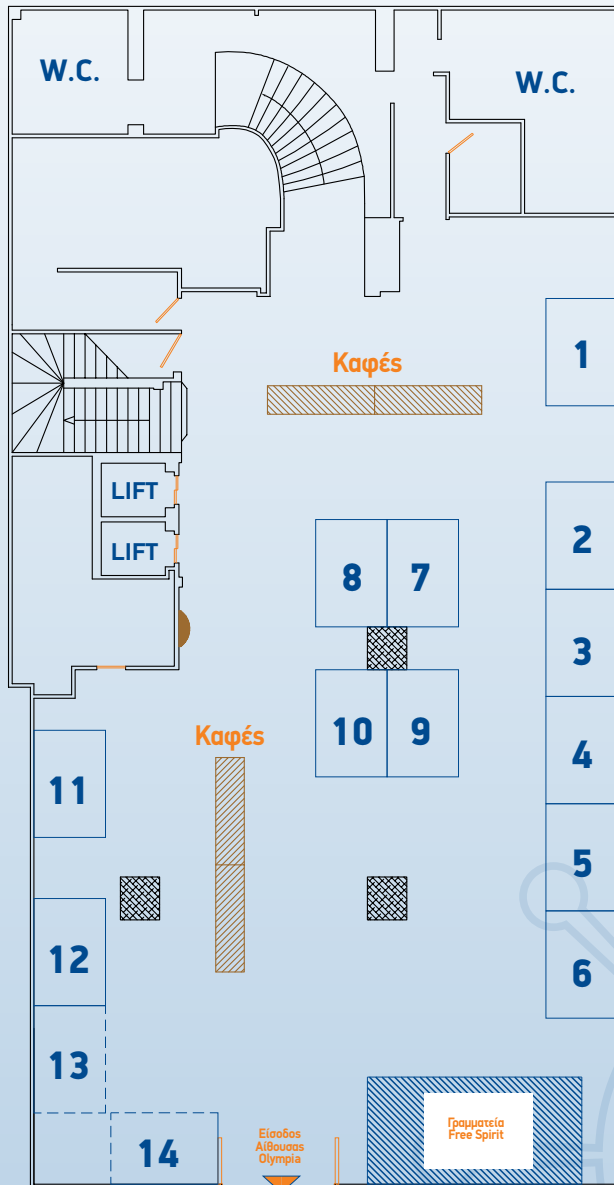 W.C.
W.C.
1
Καφές
LIFT
2
8
7
LIFT
3
10
9
Καφές
4
11
5
12
6
13
Γραμματεία
Free Spirit
Είσοδος
Αίθουσας
Olympia
14